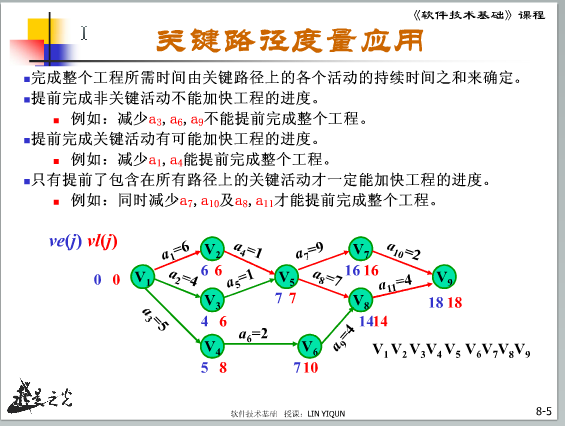 《软件技术基础》课程
关键路径度量应用
完成整个工程所需时间由关键路径上的各个活动的持续时间之和来确定。
提前完成非关键活动不能加快工程的进度。
例如：减少a3, a6, a9不能提前完成整个工程。
提前完成关键活动有可能加快工程的进度。
例如：减少a1, a4能提前完成整个工程。
只有提前了包含在所有路径上的关键活动才一定能加快工程的进度。
例如：同时减少a7, a10及a8, a11才能提前完成整个工程。
ve(j) vl(j)
a1=6
V2
a4=1
a7=9
V7
a10=2
6 6
16 16
0 0
V1
a2=4
a5=1
V5
a8=7
a11=4
V9
V3
7 7
V8
18 18
4 6
1414
a3=5
a6=2
a9=4
V4
V6
V1 V2 V3V4 V5 V6V7V8V9
5 8
7 10
软件技术基础 授课：LIN YIQUN
8-5